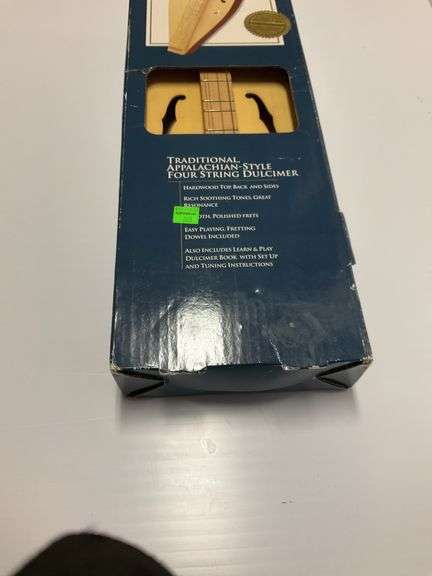 Traditional,
Appalachian-Style
Four String Dulcimer
Hardwood Top Back and Sides
Rich Soothing Tones, Great
Resonance
oth, Polished frets
Easy Playing, Fretting
Dowel Included
Also Includes Learn & Play
Dulcimer Book with Set Up
and Tuning Instructions